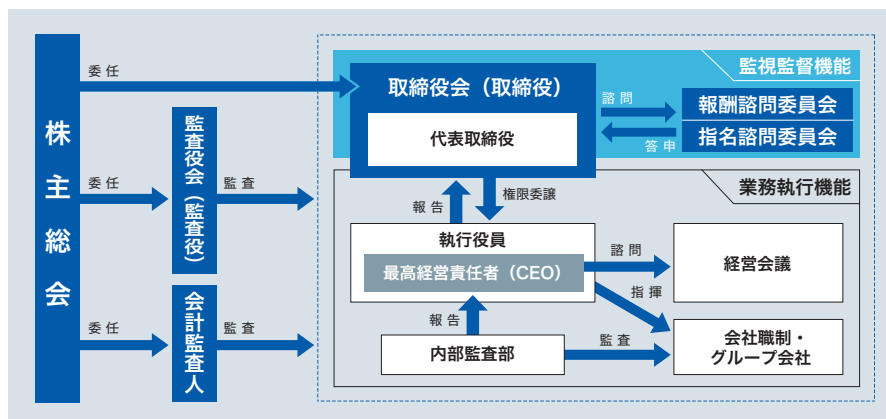 株主総会
委任
委任
委任
監査役会（監査役）
会計監査人
監査
監査
監視監督機能
取締役会（取締役）
代表取締役
諮問
答申
報酬諮問委員会
指名諮問委員会
業務執行機能
報告
権限委譲
執行役員
最高経営責任者（CEO）
諮問
指揮
経営会議
報告
内部監査部
監査
会社職制・
グループ会社